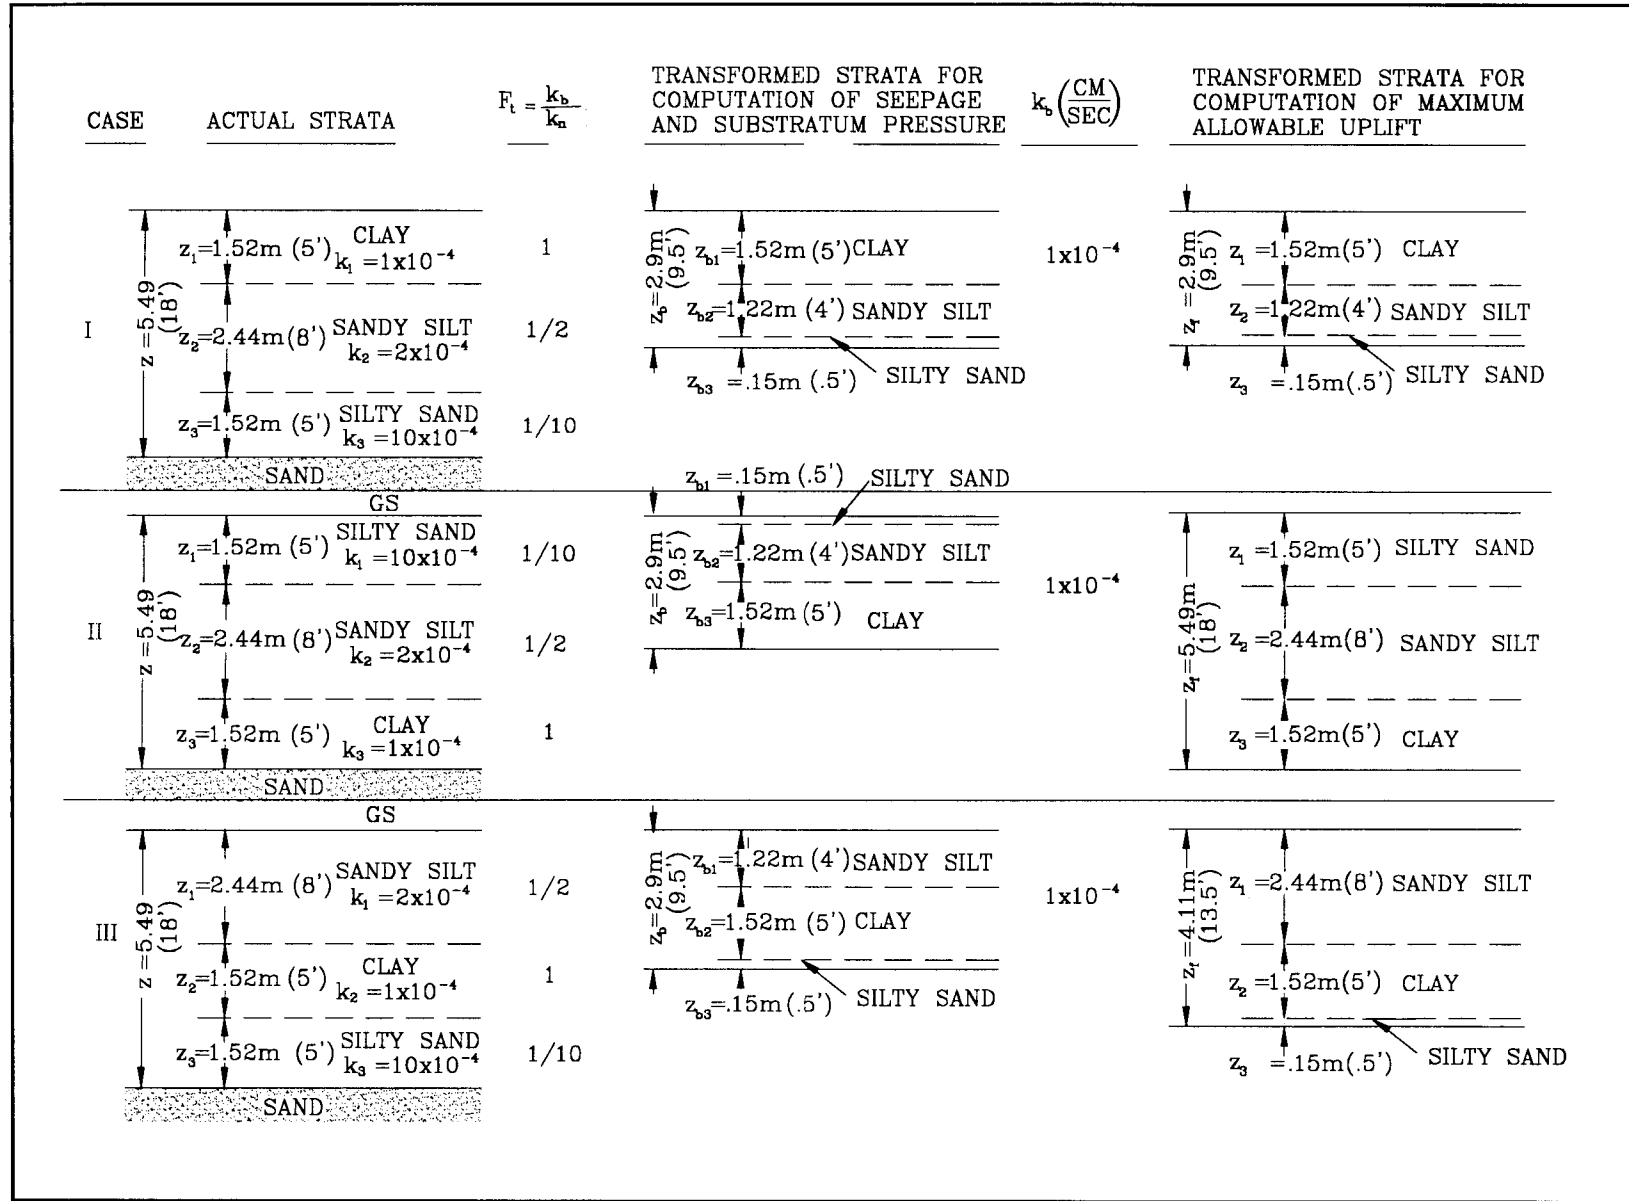 CASE
ACTUAL STRATA
F_t = k_b/k_n
TRANSFORMED STRATA FOR
COMPUTATION OF SEEPAGE
AND SUBSTRATUM PRESSURE
k_b (CM/SEC)
TRANSFORMED STRATA FOR
COMPUTATION OF MAXIMUM
ALLOWABLE UPLIFT
I
z =5.49
(18')
z₁=1.52m (5') CLAY
k₁ =1x10⁻⁴
z₂=2.44m(8') SANDY SILT
k₂ =2x10⁻⁴
z₃=1.52m (5') SILTY SAND
k₃ =10x10⁻⁴
SAND
1
1/2
1/10
z_b=2.9m
(9.5')
z_b1=1.52m (5')CLAY
z_b2=1.22m (4') SANDY SILT
z_b3 =.15m (.5') SILTY SAND
1x10⁻⁴
z_f =2.9m
(9.5')
z₁ =1.52m(5') CLAY
z₂ =1.22m(4') SANDY SILT
z₃ =.15m(.5') SILTY SAND
II
GS
z =5.49
(18')
z₁=1.52m (5') SILTY SAND
k₁ =10x10⁻⁴
z₂=2.44m (8') SANDY SILT
k₂ =2x10⁻⁴
z₃=1.52m (5') CLAY
k₃ =1x10⁻⁴
SAND
1/10
1/2
1
z_b1=.15m (.5') SILTY SAND
z_b=2.9m
(9.5')
z_b2=1.22m (4')SANDY SILT
z_b3=1.52m (5') CLAY
1x10⁻⁴
z_f=5.49m
(18')
z₁ =1.52m(5') SILTY SAND
z₂ =2.44m(8') SANDY SILT
z₃ =1.52m(5') CLAY
III
GS
z =5.49
(18')
z₁=2.44m (8') SANDY SILT
k₁ =2x10⁻⁴
z₂=1.52m (5') CLAY
k₂ =1x10⁻⁴
z₃=1.52m (5') SILTY SAND
k₃ =10x10⁻⁴
SAND
1/2
1
1/10
z_b=2.9m
(9.5')
z_b1=1.22m (4')SANDY SILT
z_b2=1.52m (5') CLAY
z_b3=.15m(.5') SILTY SAND
1x10⁻⁴
z_f =4.11m
(13.5')
z₁ =2.44m(8') SANDY SILT
z₂ =1.52m(5') CLAY
z₃ =.15m(.5') SILTY SAND